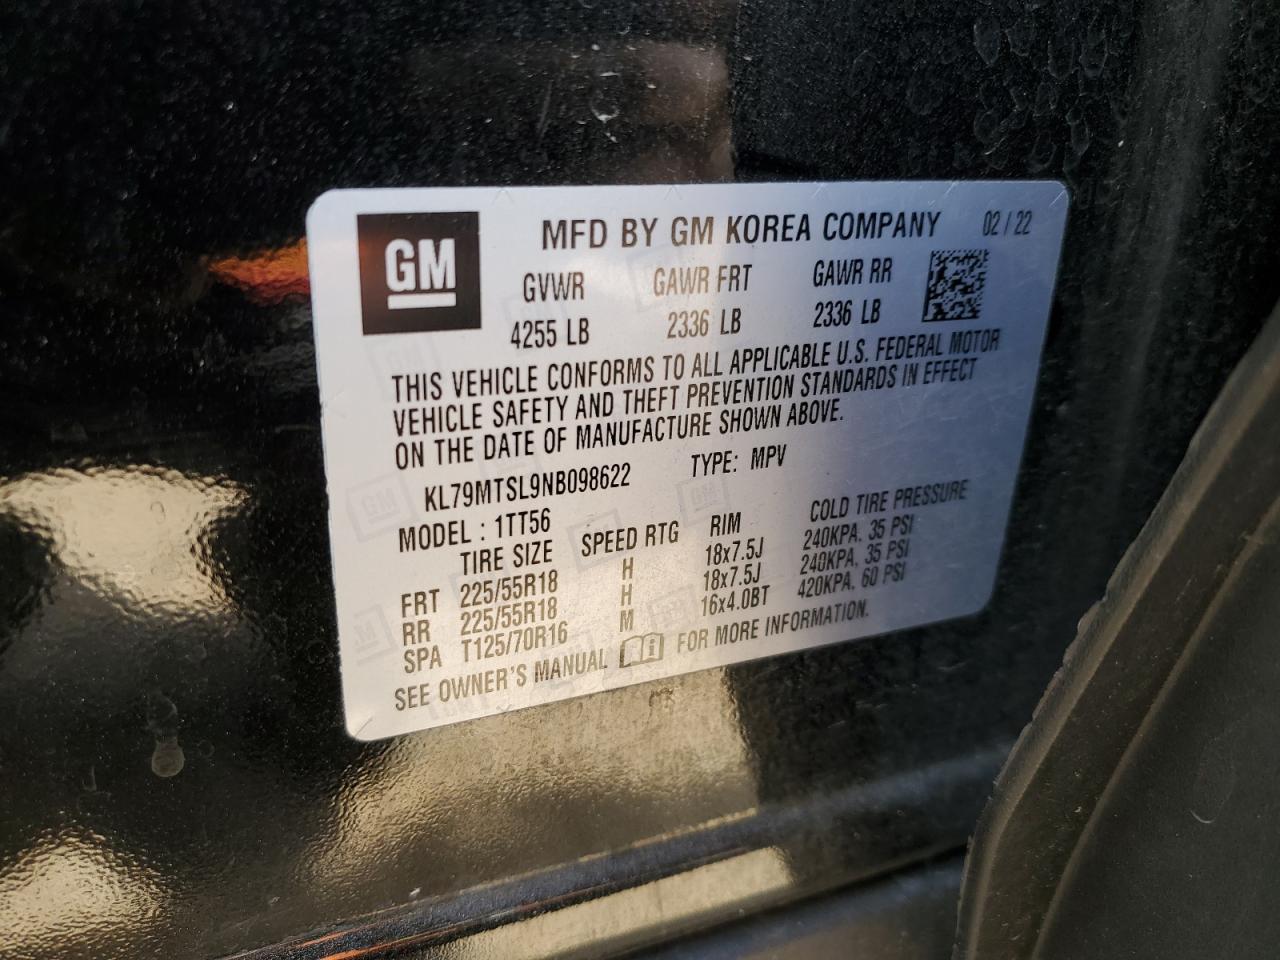 GM MFD BY GM KOREA COMPANY 02 / 22
GVWR GAWR FRT GAWR RR
4255 LB 2336 LB 2336 LB
THIS VEHICLE CONFORMS TO ALL APPLICABLE U.S. FEDERAL MOTOR
VEHICLE SAFETY AND THEFT PREVENTION STANDARDS IN EFFECT
ON THE DATE OF MANUFACTURE SHOWN ABOVE.
KL79MTSL9NB098622 TYPE: MPV
MODEL : 1TT56
TIRE SIZE SPEED RTG RIM COLD TIRE PRESSURE
FRT 225/55R18 H 18x7.5J 240KPA, 35 PSI
RR 225/55R18 H 18x7.5J 240KPA, 35 PSI
SPA T125/70R16 M 16x4.0BT 420KPA, 60 PSI
SEE OWNER'S MANUAL i FOR MORE INFORMATION.